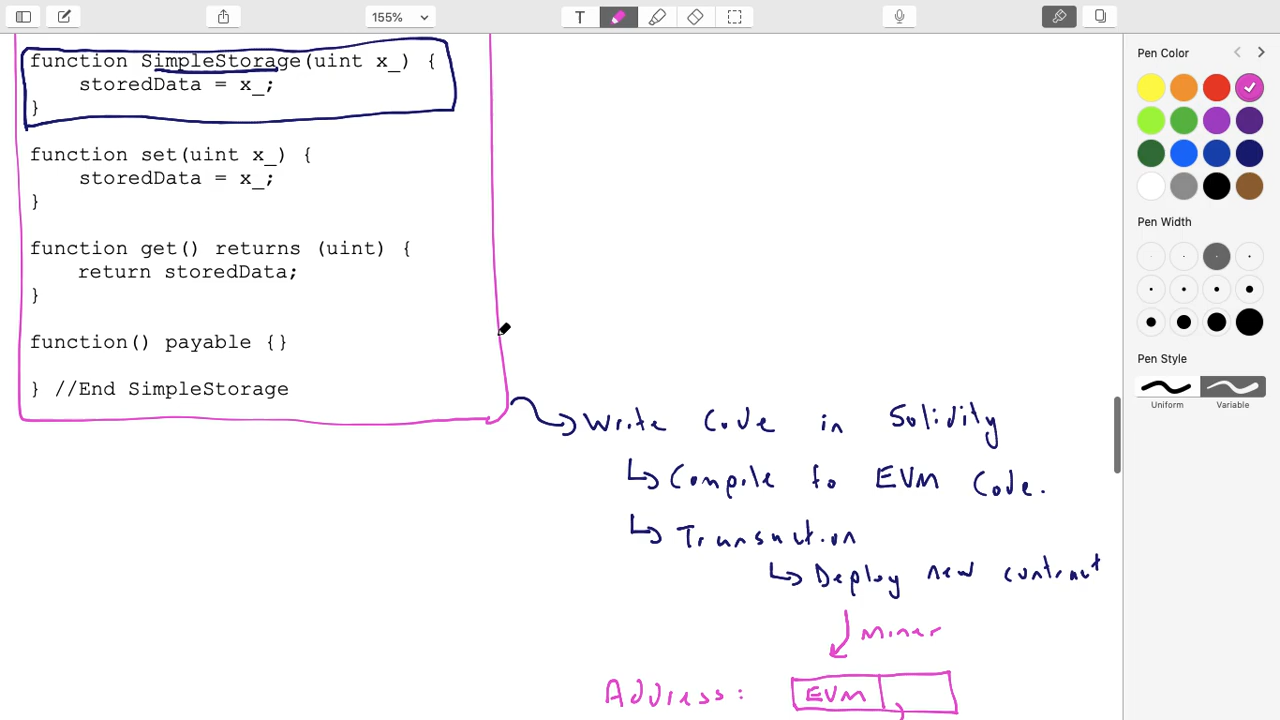 155%
T
function SimpleStorage(uint x_) {
storedData = x_;
}
function set(uint x_) {
storedData = x_;
}
function get() returns (uint) {
return storedData;
}
function() payable {}
} //End SimpleStorage
Write Code in Solidity
Compile to EVM Code.
Transaction
Deploy new contract
Miner
Address:
EVM
Pen Color
Pen Width
Pen Style
Uniform
Variable